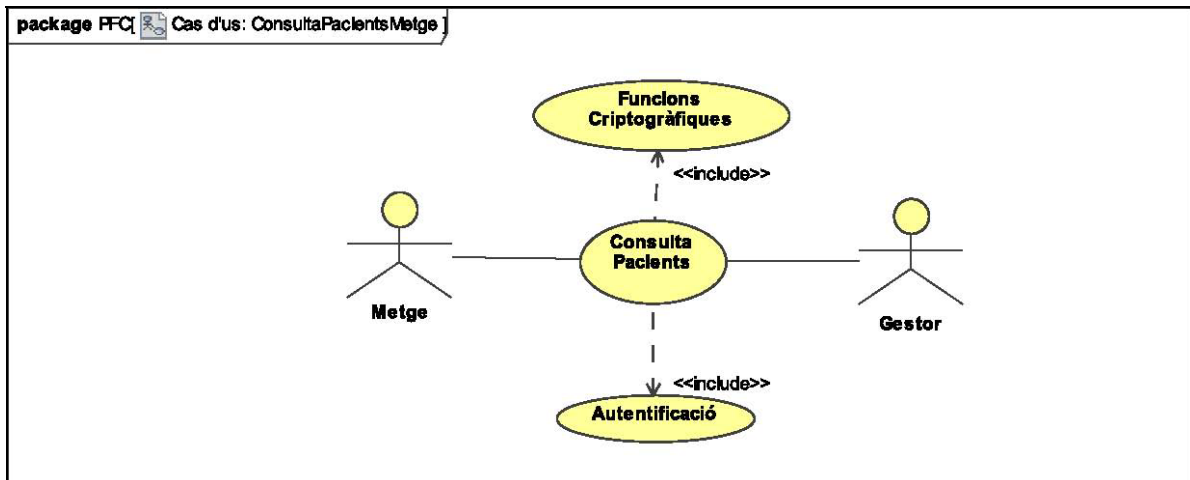 package PFC[ Cas d'us: ConsultaPacientsMetge ]
Funcions
Criptogràfiques
<<include>>
Consulta
Pacients
Metge
Gestor
<<include>>
Autentificació